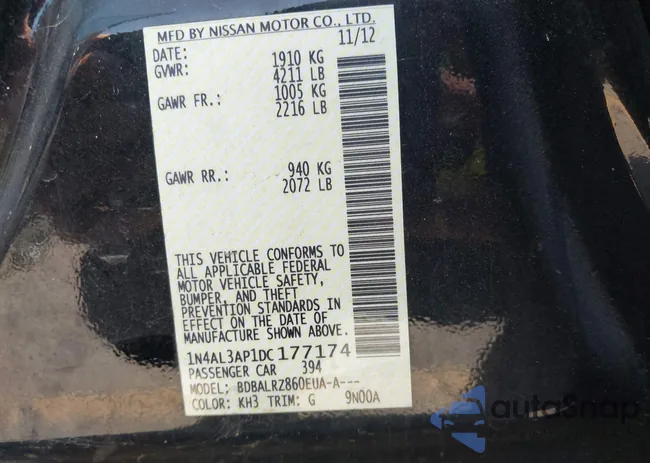 MFD BY NISSAN MOTOR CO., LTD.
DATE: 11/12
GVWR: 1910 KG
4211 LB
GAWR FR.: 1005 KG
2216 LB
GAWR RR.: 940 KG
2072 LB
THIS VEHICLE CONFORMS TO
ALL APPLICABLE FEDERAL
MOTOR VEHICLE SAFETY,
BUMPER, AND THEFT
PREVENTION STANDARDS IN
EFFECT ON THE DATE OF
MANUFACTURE SHOWN ABOVE.
1N4AL3AP1DC177174
PASSENGER CAR 394
MODEL: BDBALRZ860EUA-A---
COLOR: KH3 TRIM: G 9N00A
autoSnap